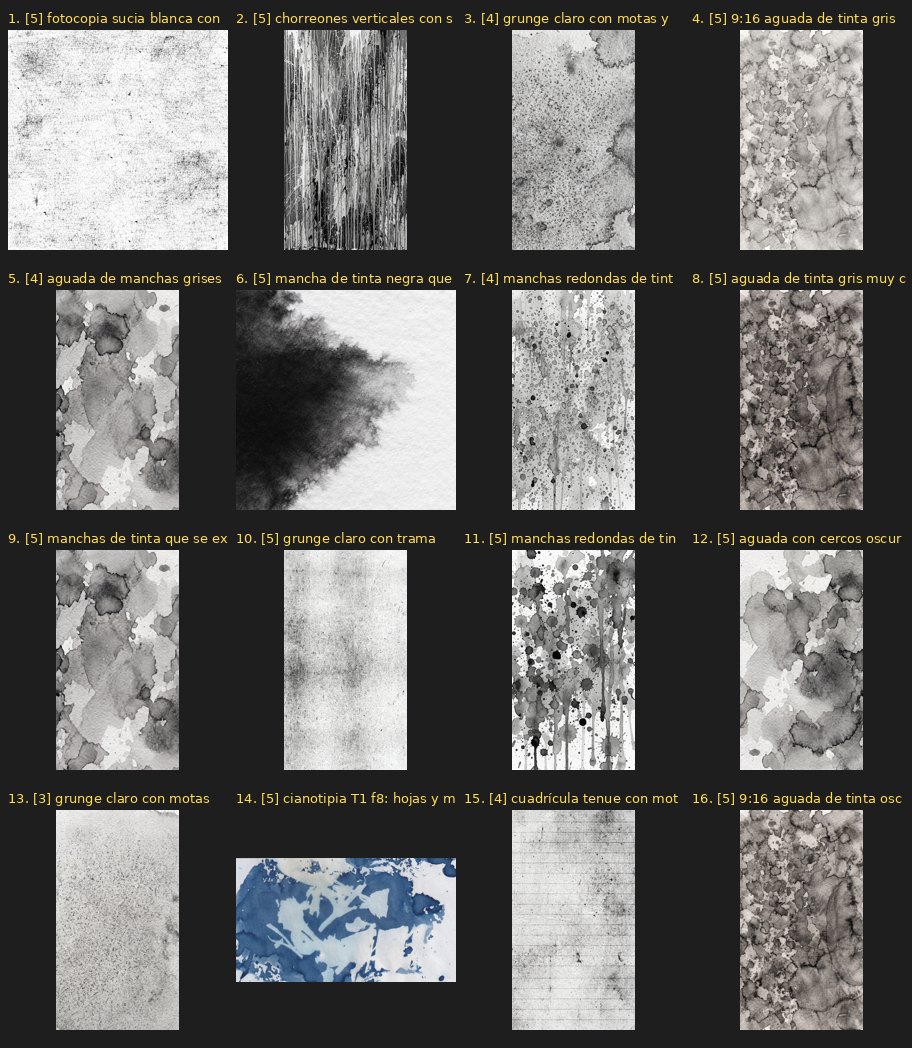 1. [5] fotocopia sucia blanca con
2. [5] chorreones verticales con s
3. [4] grunge claro con motas y
4. [5] 9:16 aguada de tinta gris
5. [4] aguada de manchas grises
6. [5] mancha de tinta negra que
7. [4] manchas redondas de tint
8. [5] aguada de tinta gris muy c
9. [5] manchas de tinta que se ex
10. [5] grunge claro con trama
11. [5] manchas redondas de tin
12. [5] aguada con cercos oscur
13. [3] grunge claro con motas
14. [5] cianotipia T1 f8: hojas y m
15. [4] cuadrícula tenue con mot
16. [5] 9:16 aguada de tinta osc